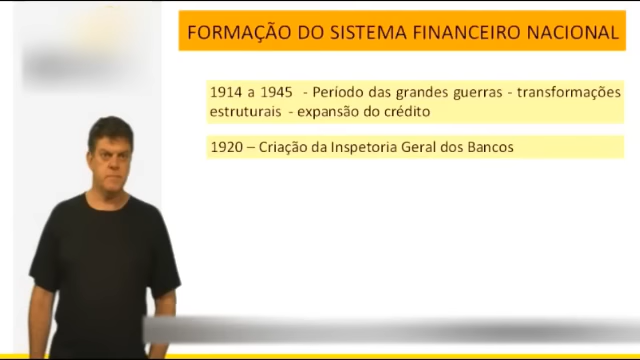 FORMAÇÃO DO SISTEMA FINANCEIRO NACIONAL
1914 a 1945 - Período das grandes guerras - transformações
estruturais - expansão do crédito
1920 – Criação da Inspetoria Geral dos Bancos